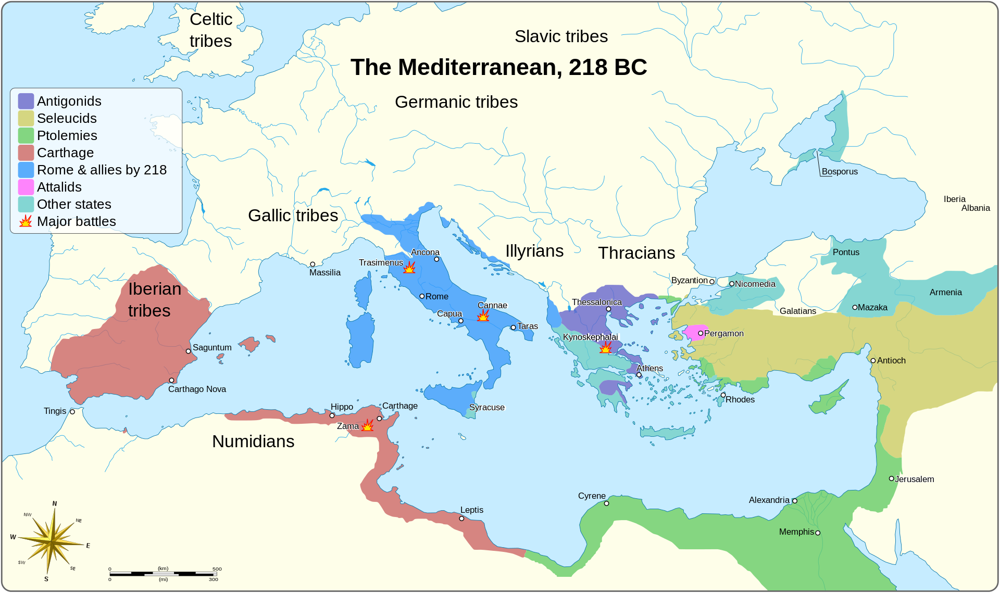 Celtic
tribes
Slavic tribes
The Mediterranean, 218 BC
Germanic tribes
Antigonids
Seleucids
Ptolemies
Carthage
Rome & allies by 218
Attalids
Other states
Major battles
Bosporus
Iberia
Albania
Gallic tribes
Illyrians
Thracians
Pontus
Ancona
Trasimenus
Massilia
Byzantion
Nicomedia
Iberian
tribes
Armenia
Rome
Cannae
Thessalonica
Capua
Galatians
Mazaka
Taras
Kynoskephalai
Pergamon
Saguntum
Antioch
Athens
Carthago Nova
Rhodes
Tingis
Hippo
Carthage
Syracuse
Zama
Numidians
Jerusalem
Cyrene
Alexandria
Leptis
Memphis
N
NW
NE
W
E
SW
SE
S
0 (km) 500
0 (mi) 300